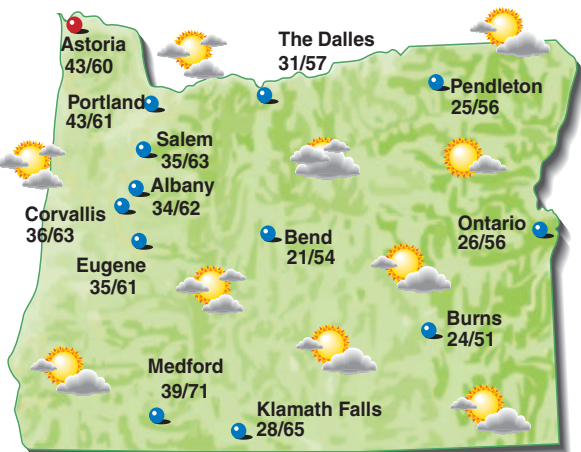 Astoria
43/60
The Dalles
31/57
Pendleton
25/56
Portland
43/61
Salem
35/63
Albany
34/62
Corvallis
36/63
Eugene
35/61
Bend
21/54
Ontario
26/56
Burns
24/51
Medford
39/71
Klamath Falls
28/65